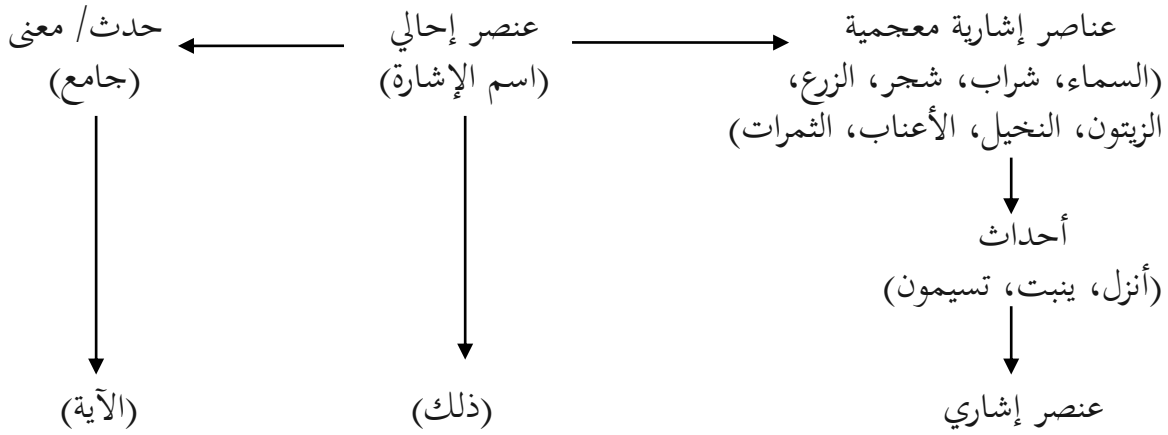 عناصر إشارية معجمية
(السماء، شراب، شجر، الزرع،
الزيتون، النخيل، الأعناب، الثمرات)
أحداث
(أنزل، ينبت، تسيمون)
عنصر إشاري
عنصر إحالي
(اسم الإشارة)
(ذلك)
حدث/ معنى
(جامع)
(الآية)